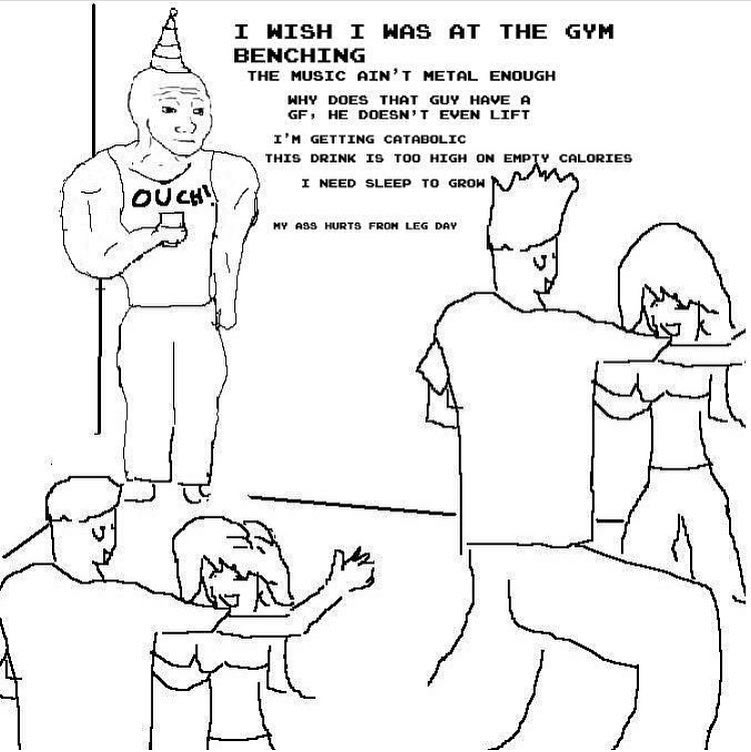 I WISH I WAS AT THE GYM
BENCHING
THE MUSIC AIN'T METAL ENOUGH
WHY DOES THAT GUY HAVE A
GF, HE DOESN'T EVEN LIFT
I'M GETTING CATABOLIC
THIS DRINK IS TOO HIGH ON EMPTY CALORIES
I NEED SLEEP TO GROW
OUCH!
MY ASS HURTS FROM LEG DAY